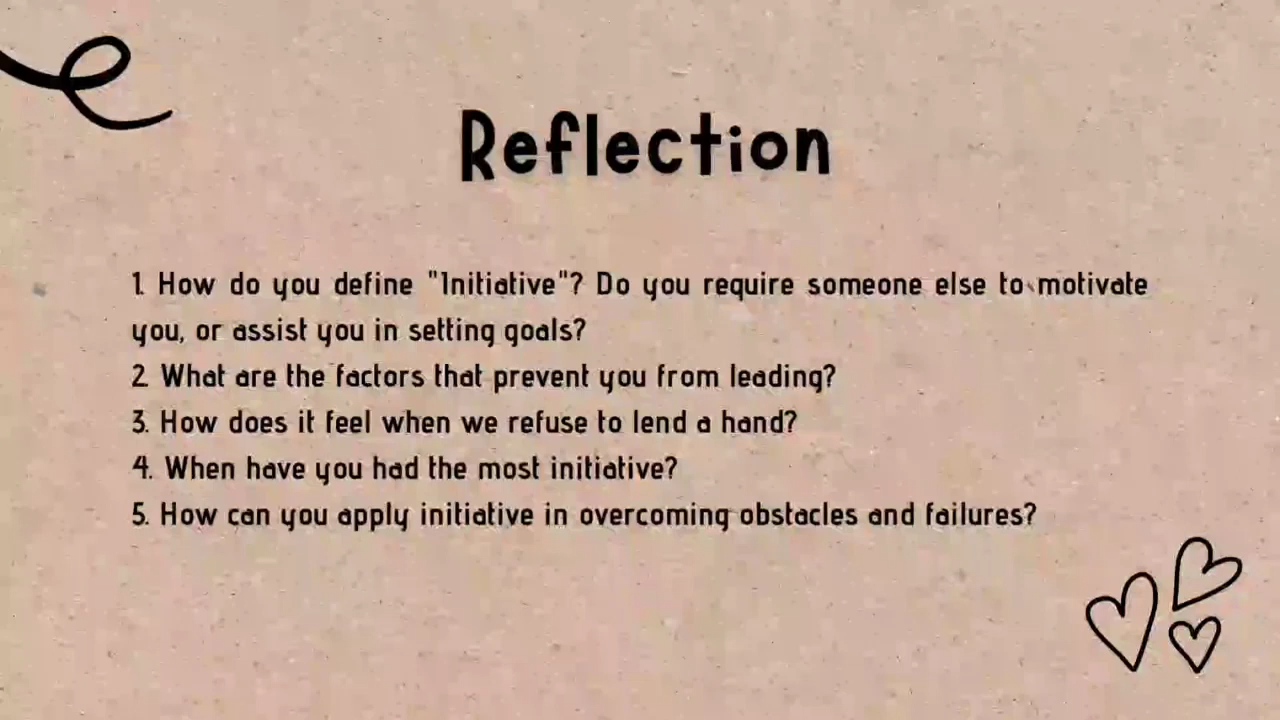 Reflection
1. How do you define "Initiative"? Do you require someone else to motivate
you, or assist you in setting goals?
2. What are the factors that prevent you from leading?
3. How does it feel when we refuse to lend a hand?
4. When have you had the most initiative?
5. How can you apply initiative in overcoming obstacles and failures?